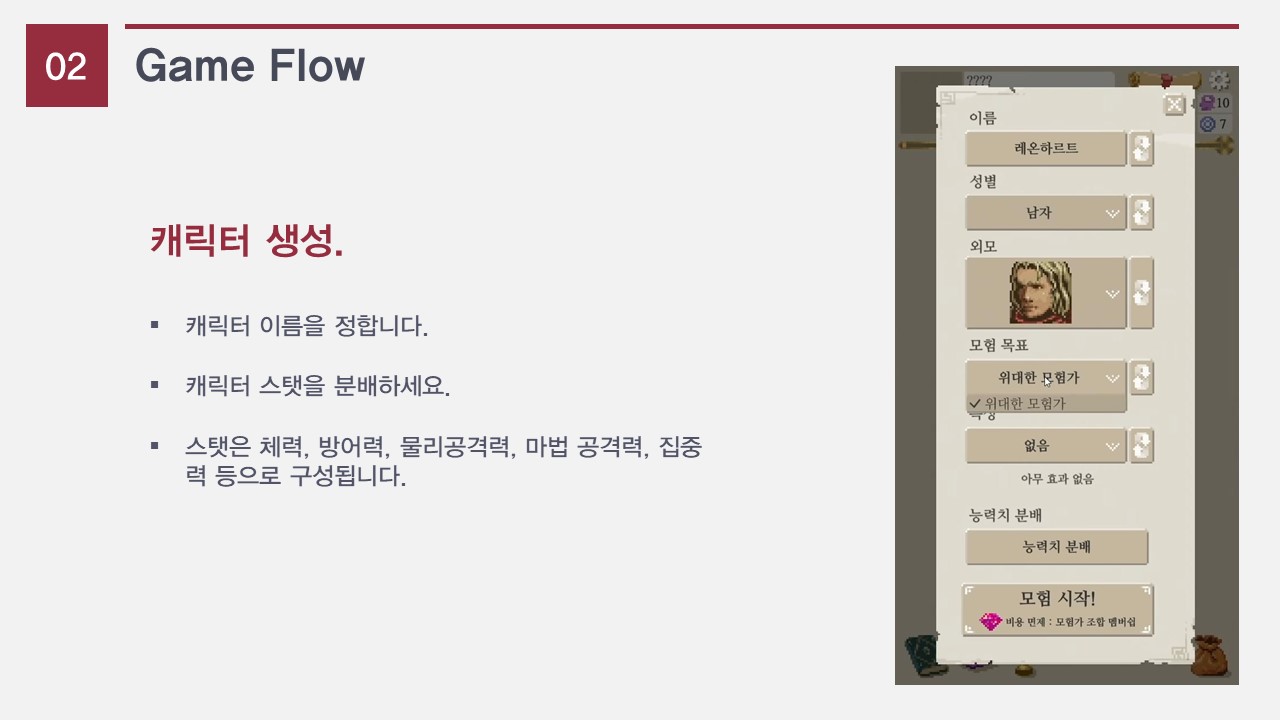 02
Game Flow
캐릭터 생성.
▪ 캐릭터 이름을 정합니다.
▪ 캐릭터 스탯을 분배하세요.
▪ 스탯은 체력, 방어력, 물리공격력, 마법 공격력, 집중
력 등으로 구성됩니다.
????
10
7
이름
레온하르트
성별
남자
외모
모험 목표
위대한 모험가
✓ 위대한 모험가
없음
아무 효과 없음
능력치 분배
능력치 분배
모험 시작!
비용 면제 : 모험가 조합 멤버십